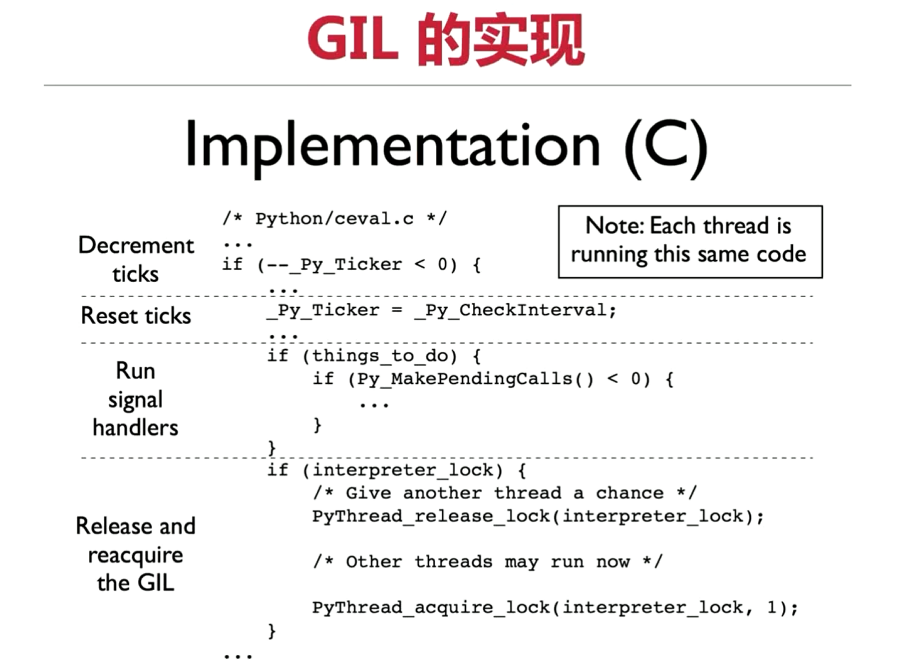 GIL 的实现
Implementation (C)
Note: Each thread is
running this same code
/* Python/ceval.c */
...
Decrement
ticks
if (--_Py_Ticker < 0) {
...
Reset ticks
_Py_Ticker = _Py_CheckInterval;
...
Run
signal
handlers
if (things_to_do) {
if (Py_MakePendingCalls() < 0) {
...
}
}
Release and
reacquire
the GIL
if (interpreter_lock) {
/* Give another thread a chance */
PyThread_release_lock(interpreter_lock);
/* Other threads may run now */
PyThread_acquire_lock(interpreter_lock, 1);
}
...